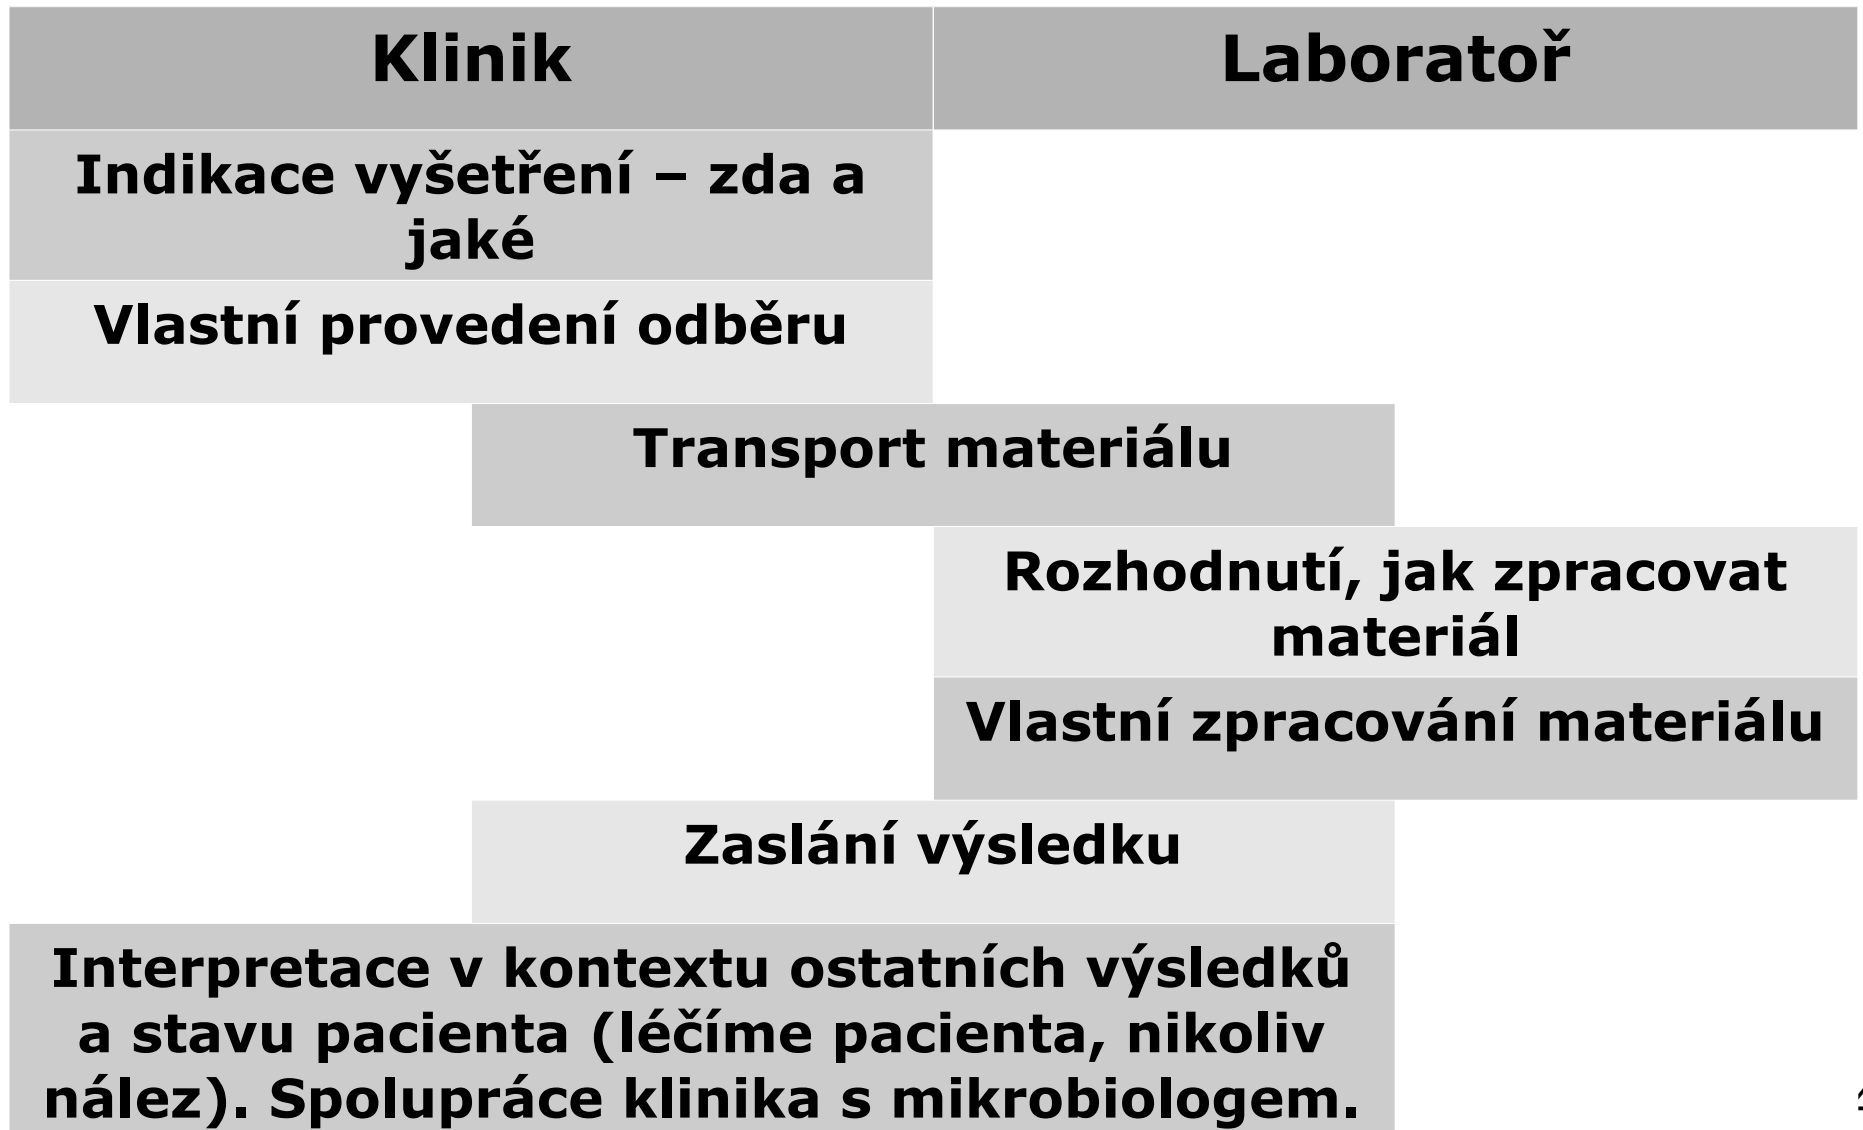 Klinik
Laboratoř
Indikace vyšetření – zda a
jaké
Vlastní provedení odběru
Transport materiálu
Rozhodnutí, jak zpracovat
materiál
Vlastní zpracování materiálu
Zaslání výsledku
Interpretace v kontextu ostatních výsledků
a stavu pacienta (léčíme pacienta, nikoliv
nález). Spolupráce klinika s mikrobiologem.